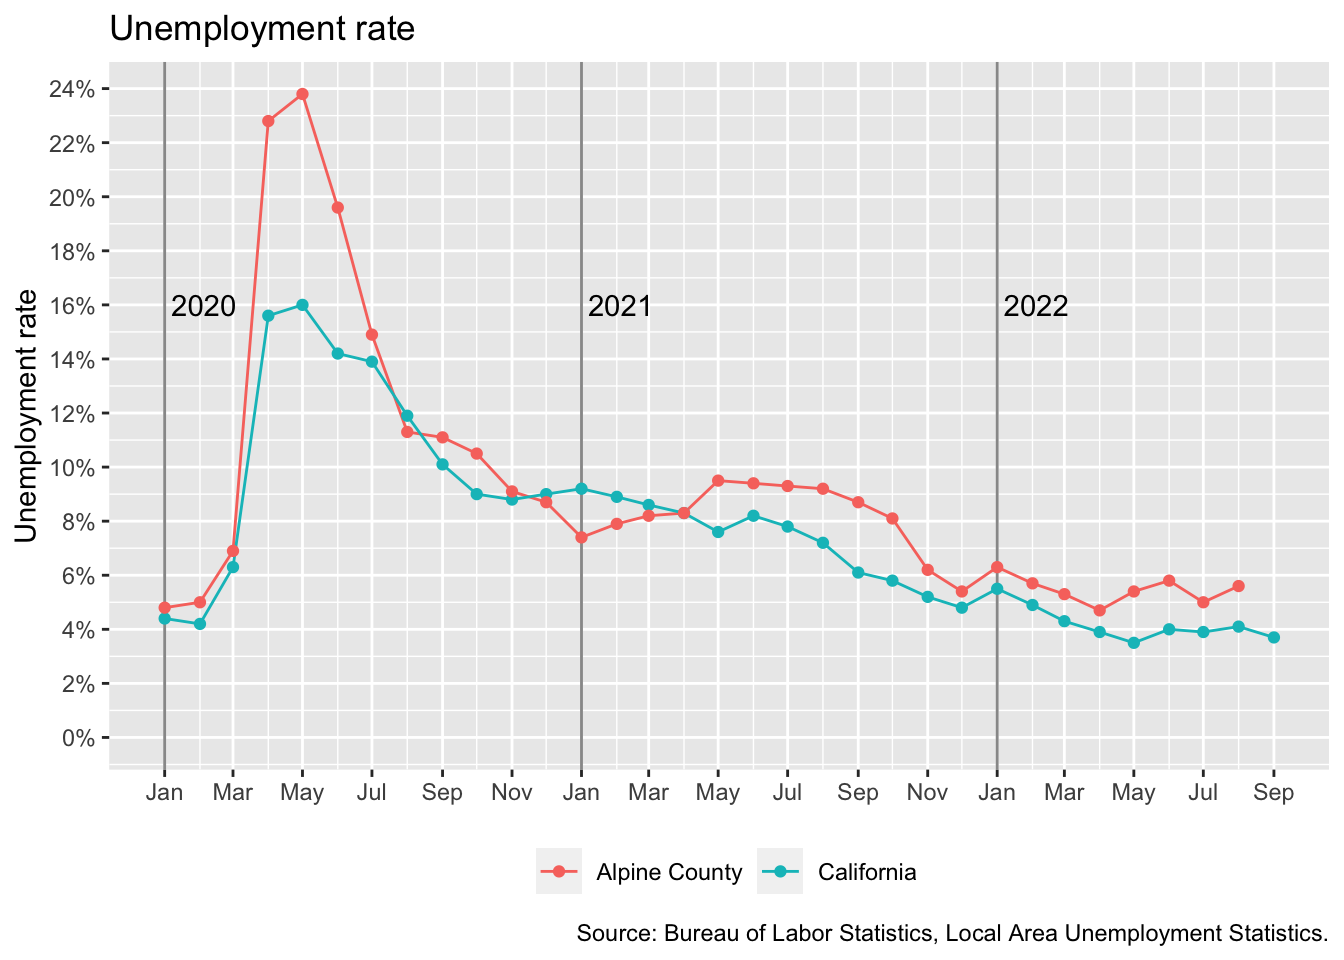 Unemployment rate
Unemployment rate
24%
22%
20%
18%
16%
14%
12%
10%
8%
6%
4%
2%
0%
2020 2021 2022
Jan Mar May Jul Sep Nov Jan Mar May Jul Sep Nov Jan Mar May Jul Sep
Alpine County California
Source: Bureau of Labor Statistics, Local Area Unemployment Statistics.